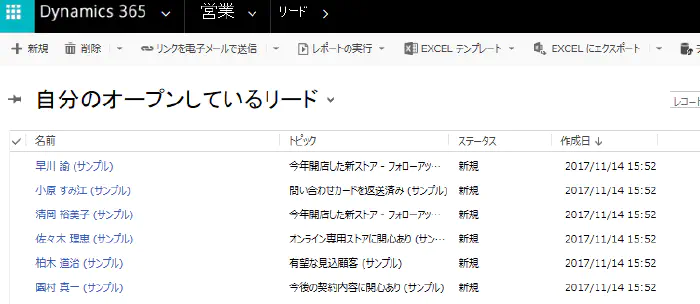 Dynamics 365 営業 リード
新規 削除 リンクを電子メールで送信 レポートの実行 EXCEL テンプレート EXCEL にエクスポート
自分のオープンしているリード
レコート
名前 トピック ステータス 作成日
早川 諭 (サンプル) 今年開店した新ストア - フォローアッ... 新規 2017/11/14 15:52
小原 すみ江 (サンプル) 問い合わせカードを返送済み (サンプル) 新規 2017/11/14 15:52
清岡 裕美子 (サンプル) 今年開店した新ストア - フォローアッ... 新規 2017/11/14 15:52
佐々木 理恵 (サンプル) オンライン専用ストアに関心あり (サン... 新規 2017/11/14 15:52
柏木 道治 (サンプル) 有望な見込顧客 (サンプル) 新規 2017/11/14 15:52
園村 真一 (サンプル) 今後の契約内容に関心あり (サンプル) 新規 2017/11/14 15:52